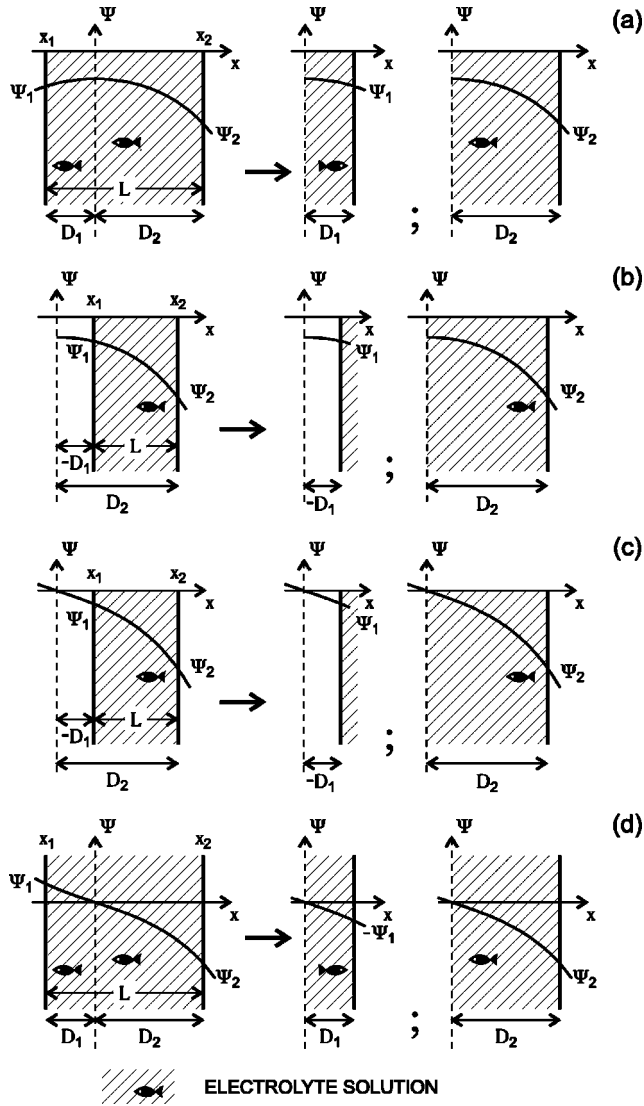 Ψ Ψ Ψ (a)
x₁ x₂ x x x
Ψ₁ Ψ₂ Ψ₁ Ψ₂
L
D₁ D₂ D₁ ; D₂
Ψ Ψ Ψ (b)
x₁ x₂ x x x
Ψ₁ Ψ₂ Ψ₁ Ψ₂
-D₁ L
D₂ -D₁ ; D₂
Ψ Ψ Ψ (c)
x₁ x₂ x x x
Ψ₁ Ψ₂ Ψ₁ Ψ₂
-D₁ L
D₂ -D₁ ; D₂
Ψ Ψ Ψ (d)
x₁ x₂
Ψ₁ x x x
Ψ₂ -Ψ₁ Ψ₂
L
D₁ D₂ D₁ ; D₂
ELECTROLYTE SOLUTION